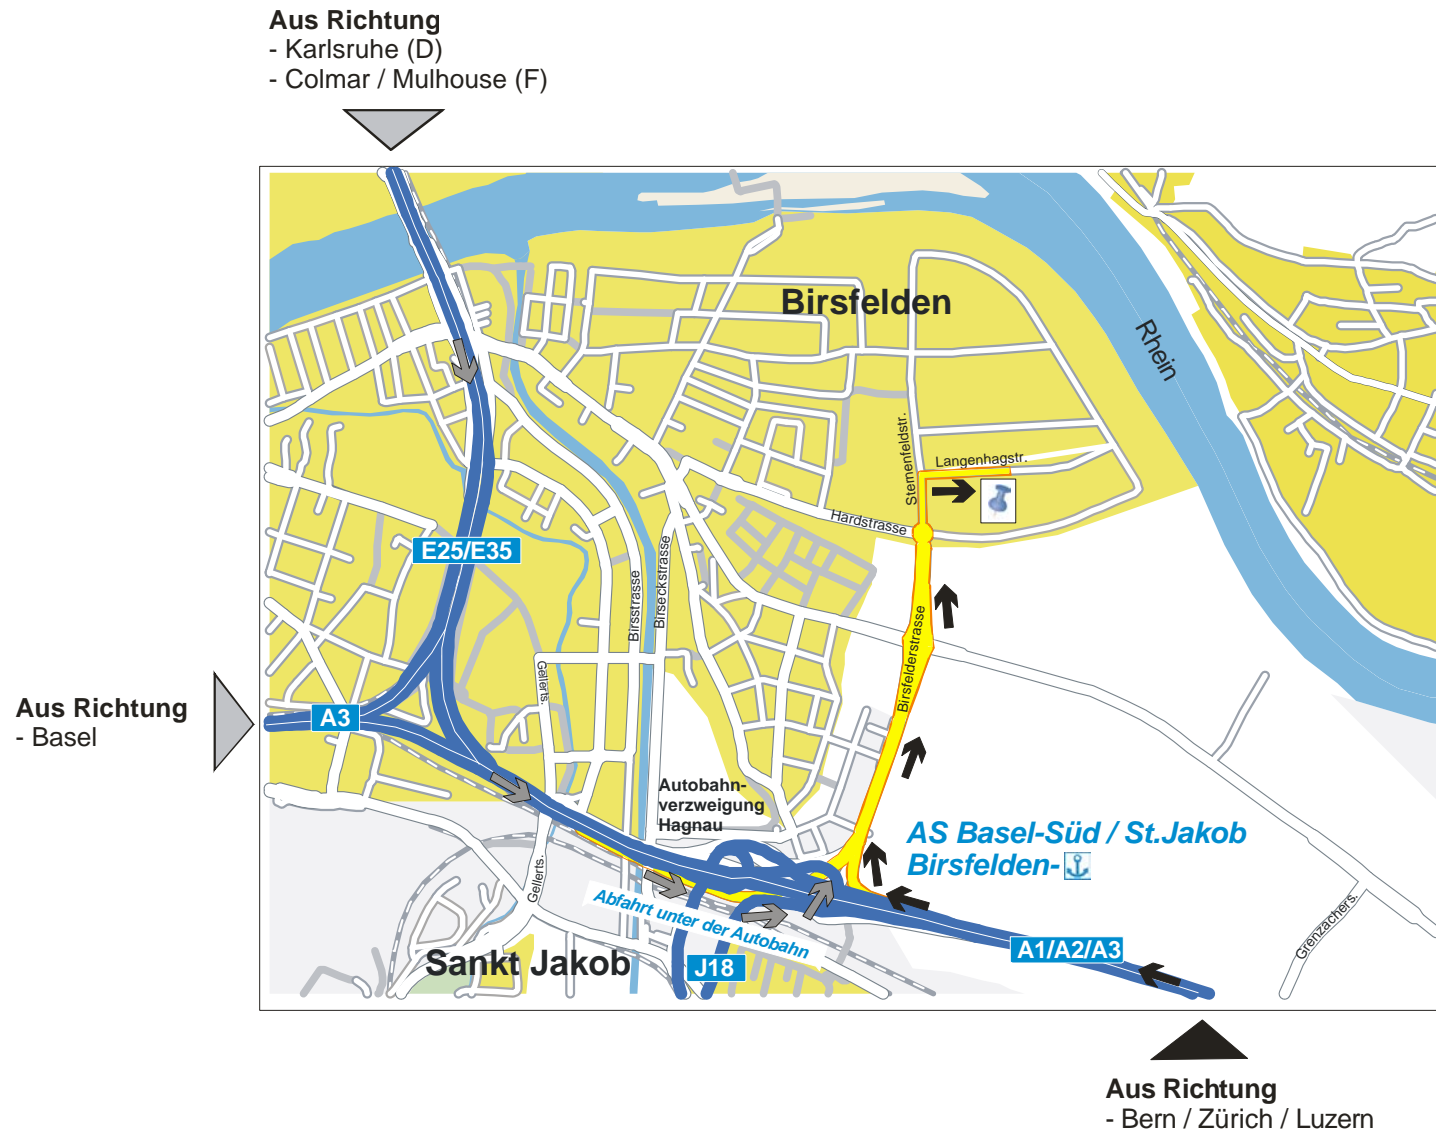 Aus Richtung
- Karlsruhe (D)
- Colmar / Mulhouse (F)
Birsfelden
Rhein
Sternenfeldstr.
Langenhagstr.
Hardstrasse
E25/E35
Birsstrasse
Birseckstrasse
Birsfelderstrasse
Gellerts.
Aus Richtung
- Basel
A3
Autobahn-
verzweigung
Hagnau
AS Basel-Süd / St.Jakob
Birsfelden-
Gellerts.
Abfahrt unter der Autobahn
Grenzachers.
A1/A2/A3
Sankt Jakob
J18
Aus Richtung
- Bern / Zürich / Luzern